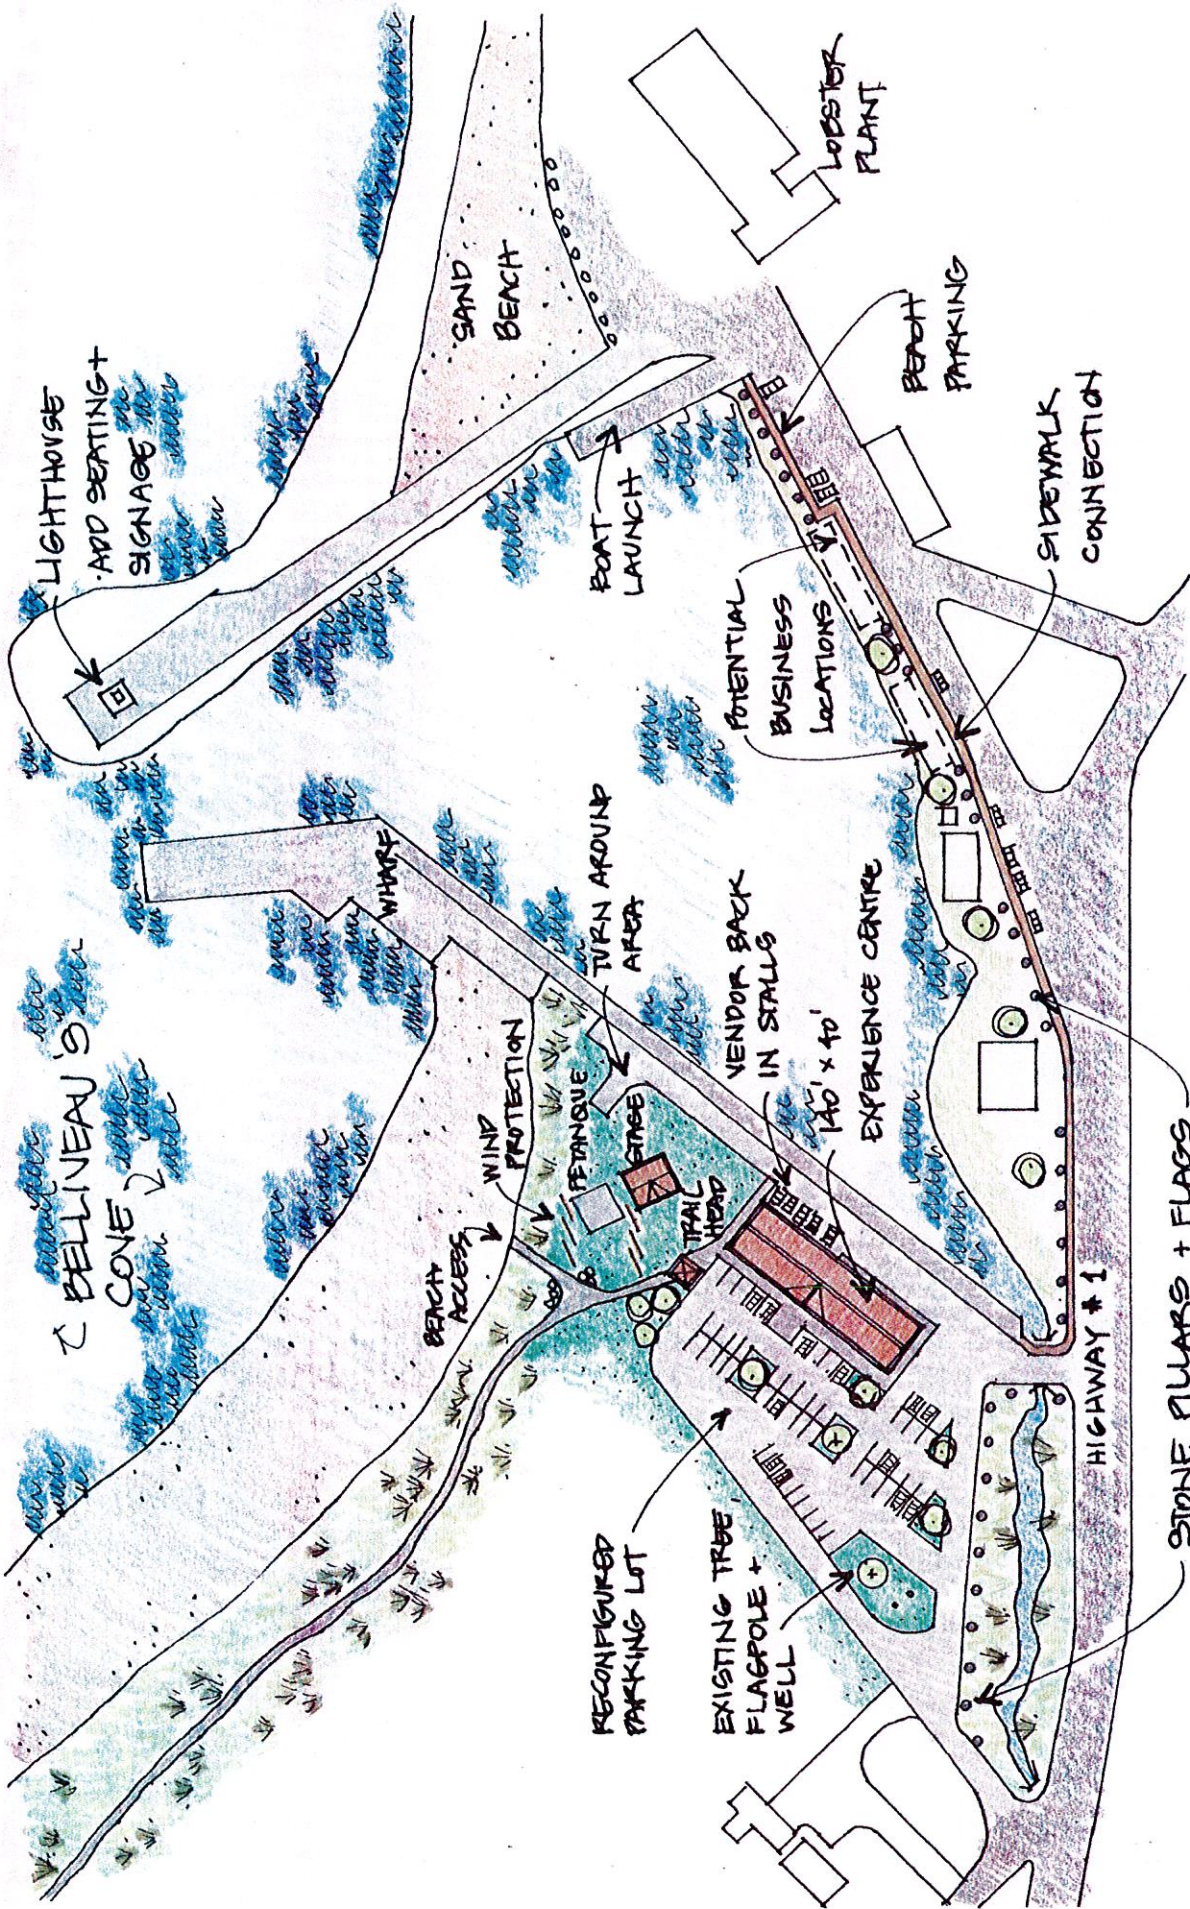 BELLIVEAU'S
COVE
LIGHTHOUSE
- ADD SEATING +
SIGNAGE
SAND
BEACH
LOBSTER
PLANT
BOAT
LAUNCH
BEACH
PARKING
WHARF
WIND
PROTECTION
BEACH
ACCESS
PETANQUE
STAGE
TRAIL
HEAD
TURN AROUND
AREA
POTENTIAL
BUSINESS
LOCATIONS
SIDEWALK
CONNECTION
VENDOR BACK
IN STALLS
140' x 40'
EXPERIENCE CENTRE
RECONFIGURED
PARKING LOT
EXISTING TREE,
FLAGPOLE +
WELL
HIGHWAY #1
STONE PILLARS + FLAGS